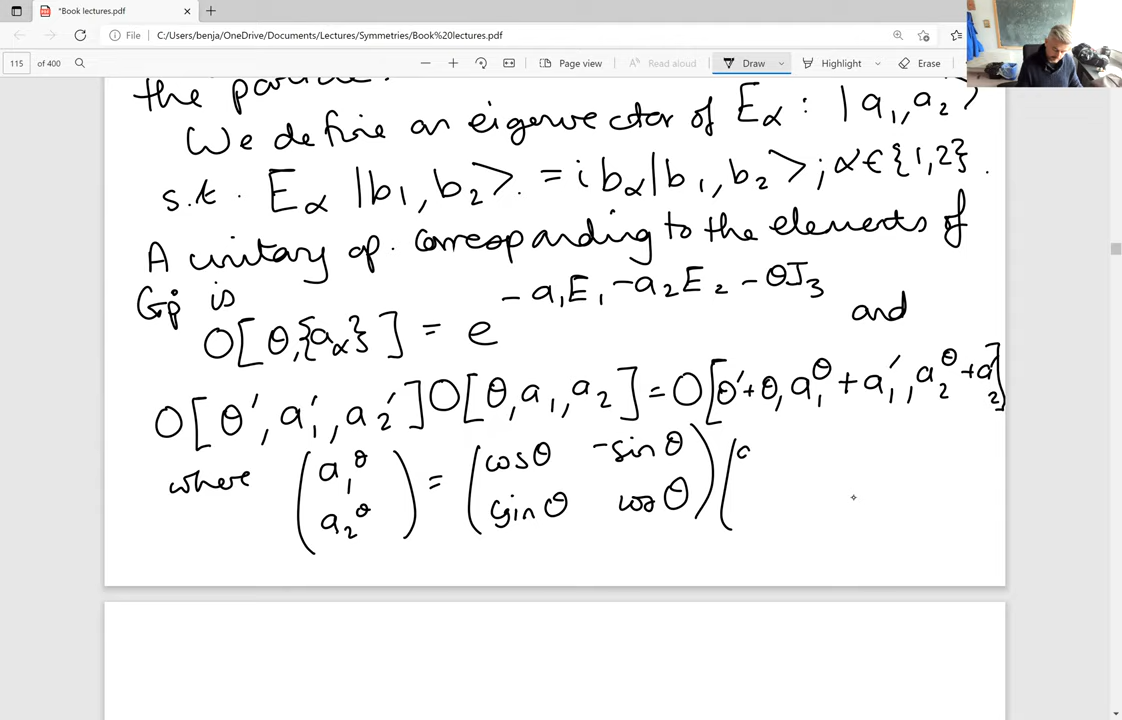 *Book lectures.pdf
File C:/Users/benja/OneDrive/Documents/Lectures/Symmetries/Book%20lectures.pdf
115 of 400 Page view Read aloud Draw Highlight Erase
the particle.
We define an eigenvector of Eα : |a₁, a₂⟩
s.t. Eα |b₁, b₂⟩. = i bα |b₁, b₂⟩ ; α ∈ {1,2}.
A unitary op. corresponding to the elements of
Gp is
O[θ,{aα}] = e^(-a₁E₁ -a₂E₂ - θJ₃) and
O[θ', a₁', a₂'] O[θ, a₁, a₂] = O[θ'+θ, a₁^θ + a₁', a₂^θ + a₂']
where (a₁^θ a₂^θ) = (cosθ -sinθ sinθ cosθ)(